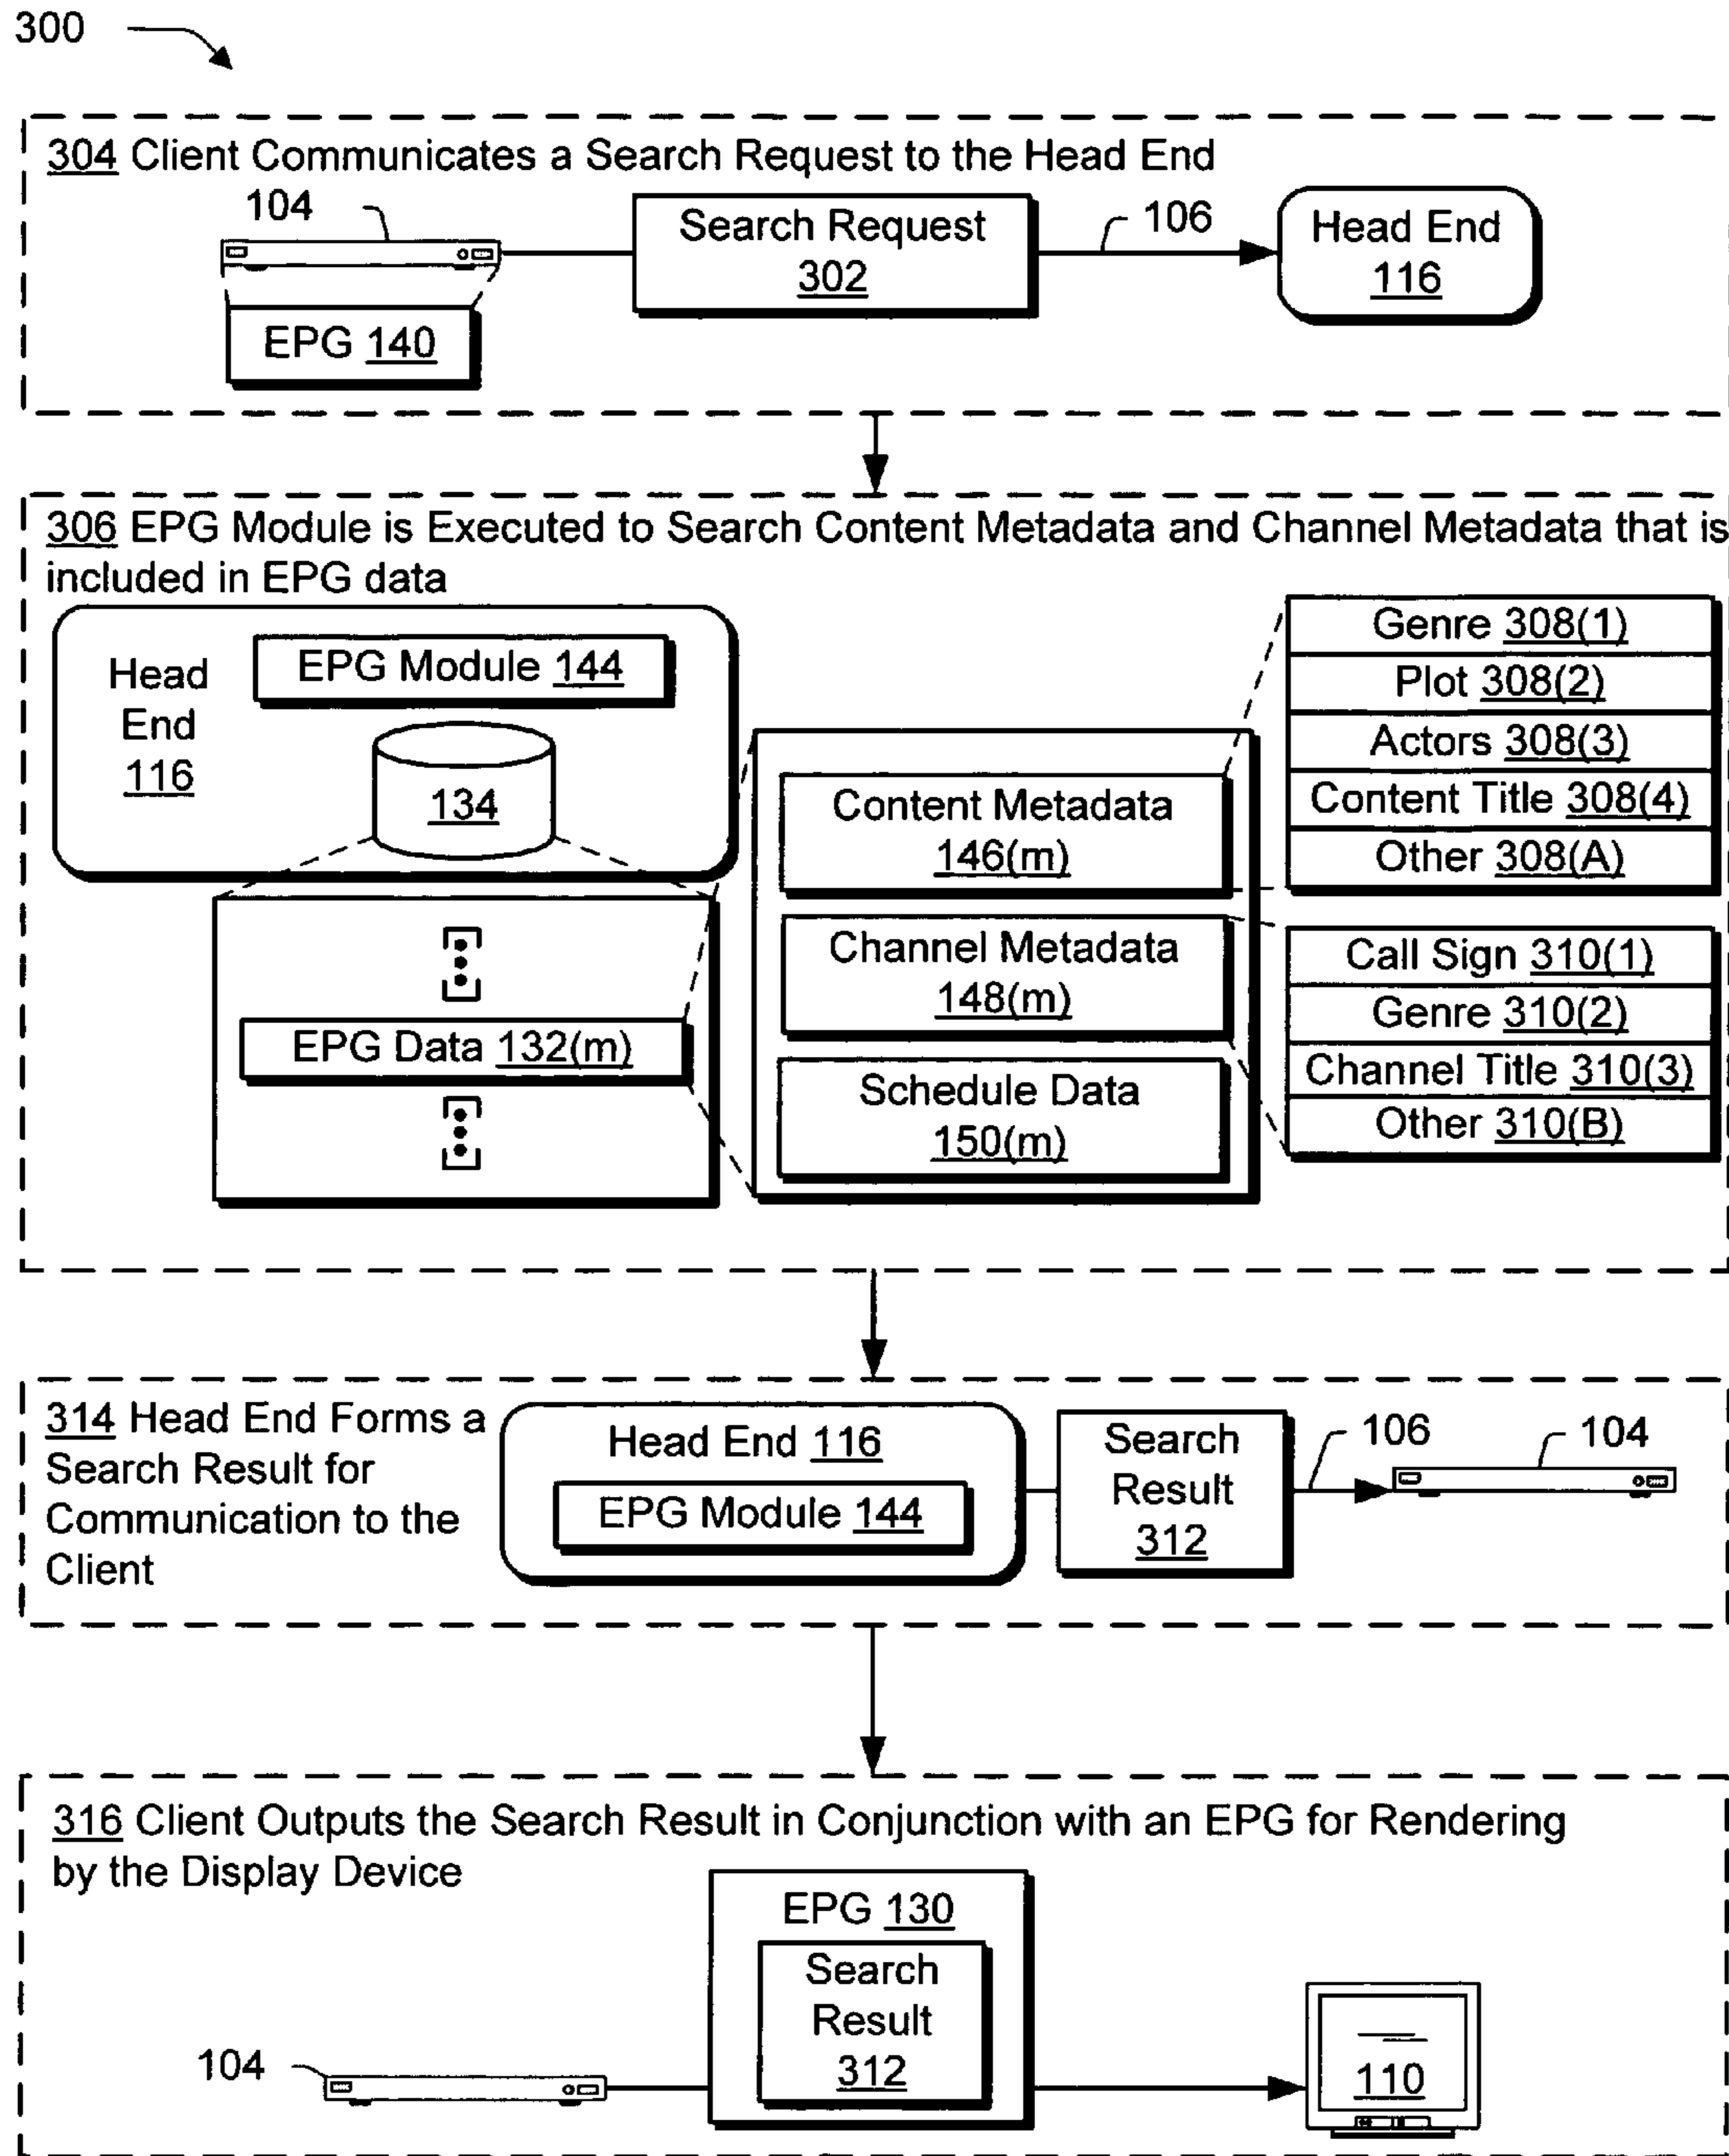 300
304 Client Communicates a Search Request to the Head End
104
Search Request
302
106
Head End
116
EPG 140
306 EPG Module is Executed to Search Content Metadata and Channel Metadata that is
included in EPG data
Head
End
116
EPG Module 144
134
EPG Data 132(m)
Content Metadata
146(m)
Channel Metadata
148(m)
Schedule Data
150(m)
Genre 308(1)
Plot 308(2)
Actors 308(3)
Content Title 308(4)
Other 308(A)
Call Sign 310(1)
Genre 310(2)
Channel Title 310(3)
Other 310(B)
314 Head End Forms a
Search Result for
Communication to the
Client
Head End 116
EPG Module 144
Search
Result
312
106
104
316 Client Outputs the Search Result in Conjunction with an EPG for Rendering
by the Display Device
EPG 130
Search
Result
312
104
110